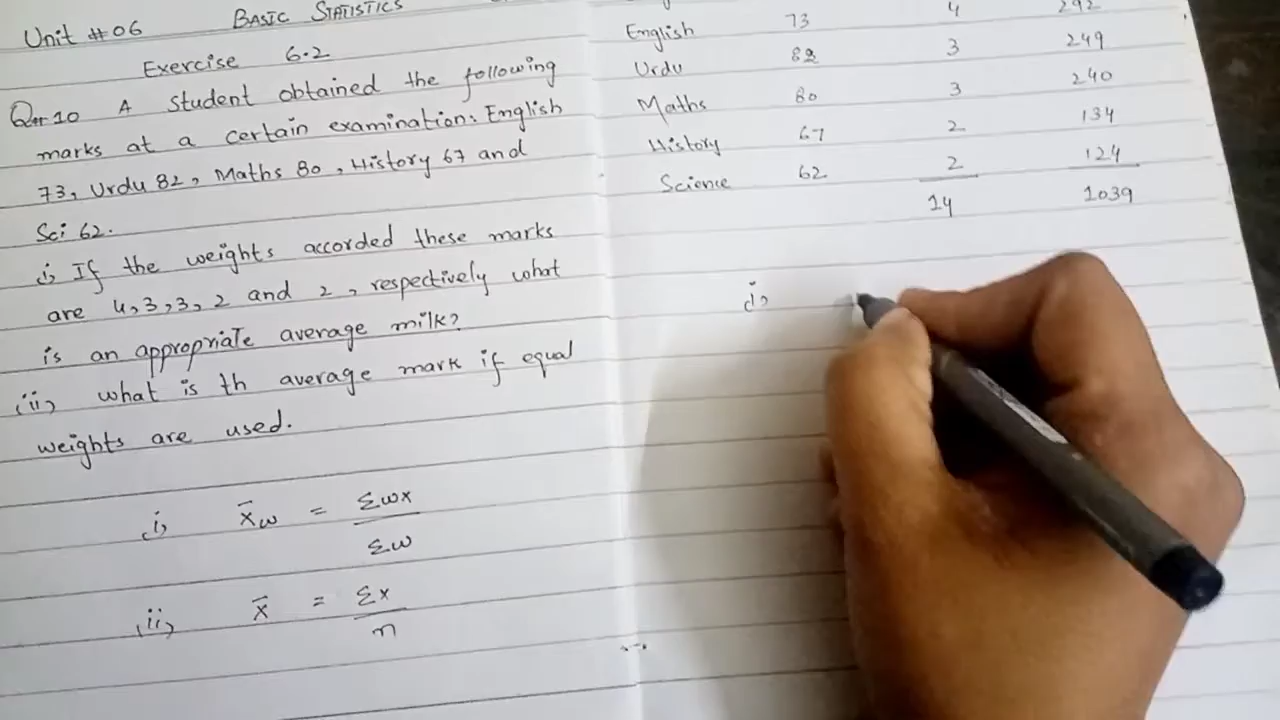 Unit #06 BASIC STATISTICS
Exercise 6.2
Q#10 A student obtained the following
marks at a certain examination: English
73, Urdu 82, Maths 80, History 67 and
Sci 62.
i, If the weights accorded these marks
are 4, 3, 3, 2 and 2, respectively what
is an appropriate average milk?
(ii) what is th average mark if equal
weights are used.
i, x̄w = Σwx / Σw
(ii) x̄ = Σx / n
English 73 4 292
Urdu 82 3 249
Maths 80 3 240
History 67 2 134
Science 62 2 124
14 1039
i,